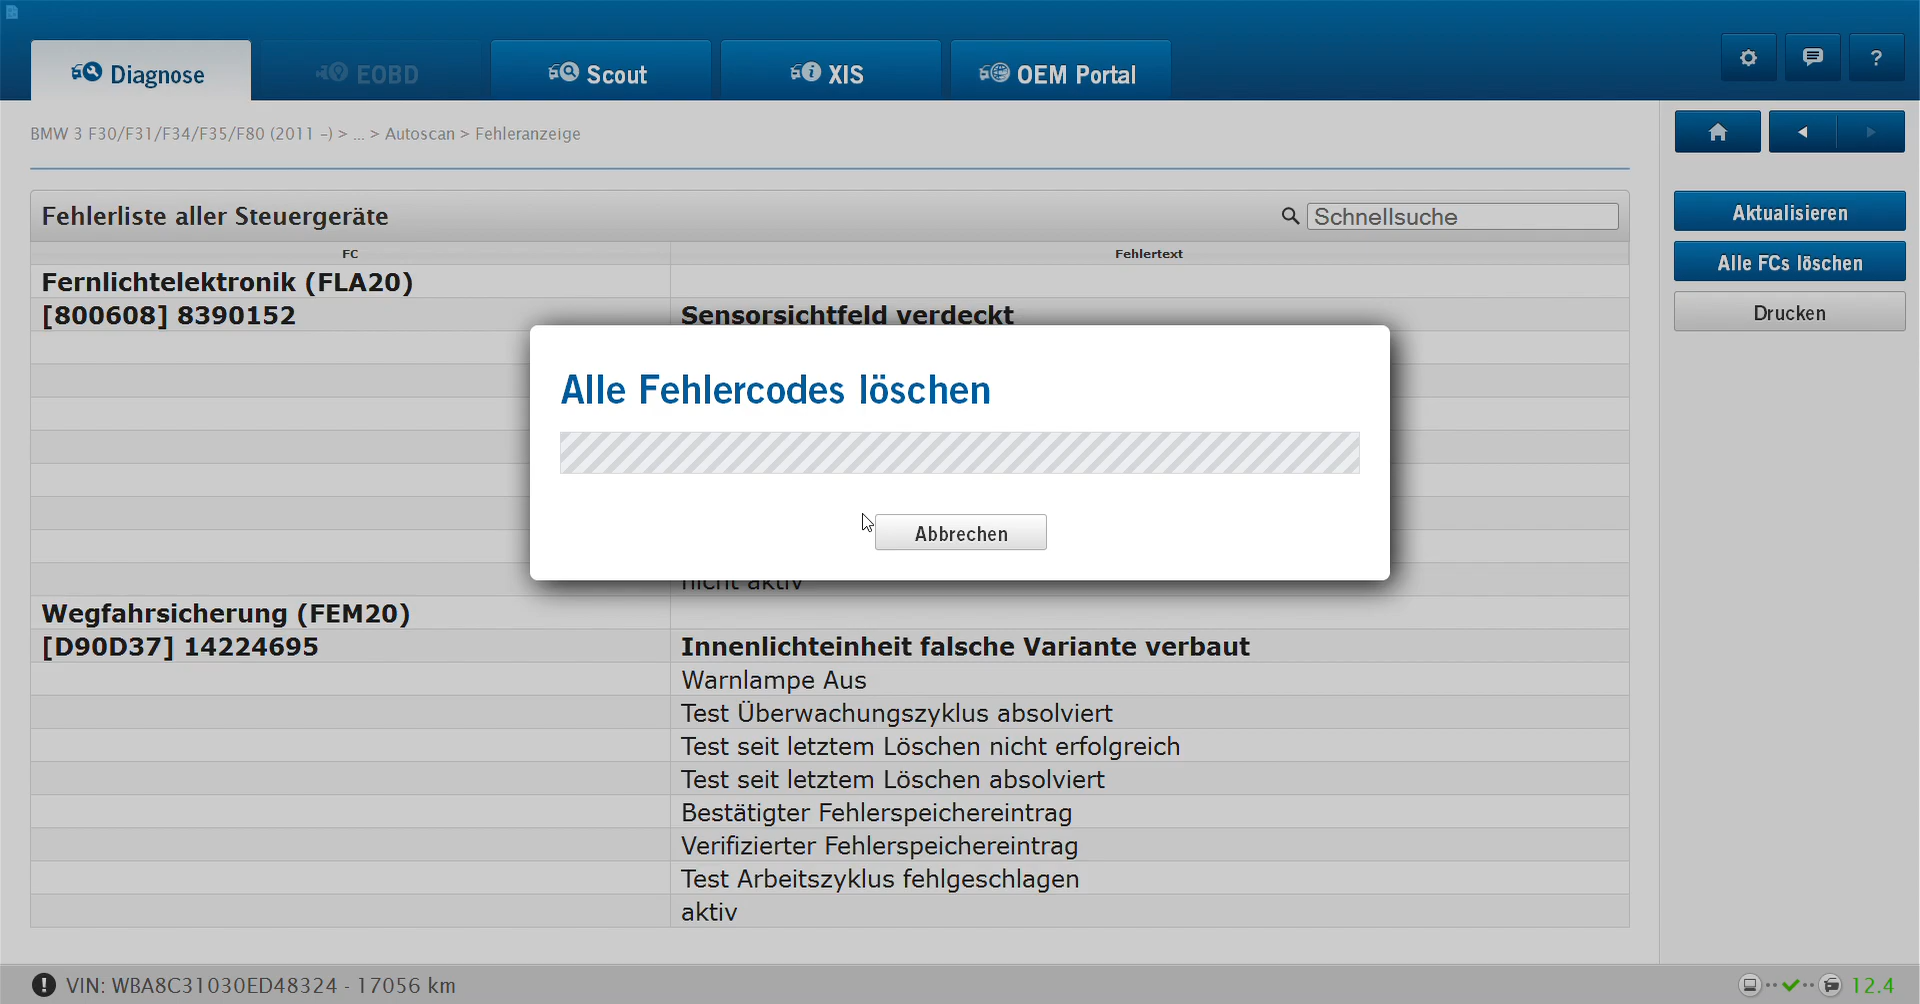 Diagnose
EOBD
Scout
XIS
OEM Portal
?
BMW 3 F30/F31/F34/F35/F80 (2011 -) > ... > Autoscan > Fehleranzeige
Fehlerliste aller Steuergeräte
Schnellsuche
Aktualisieren
Alle FCs löschen
Drucken
FC
Fehlertext
Fernlichtelektronik (FLA20)
[800608] 8390152
Sensorsichtfeld verdeckt
Alle Fehlercodes löschen
Abbrechen
nicht aktiv
Wegfahrsicherung (FEM20)
[D90D37] 14224695
Innenlichteinheit falsche Variante verbaut
Warnlampe Aus
Test Überwachungszyklus absolviert
Test seit letztem Löschen nicht erfolgreich
Test seit letztem Löschen absolviert
Bestätigter Fehlerspeichereintrag
Verifizierter Fehlerspeichereintrag
Test Arbeitszyklus fehlgeschlagen
aktiv
VIN: WBA8C31030ED48324 - 17056 km
12.4